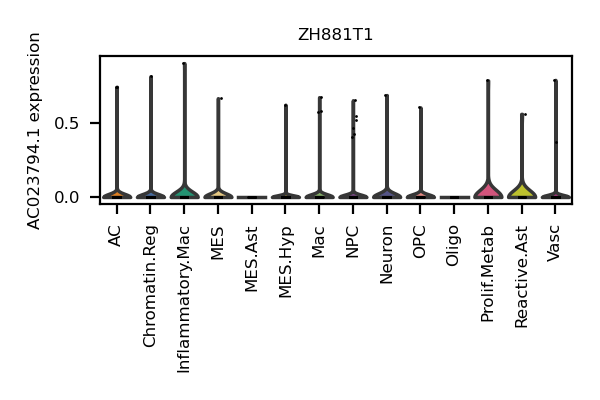 ZH881T1
AC023794.1 expression
0.5
0.0
AC
Chromatin.Reg
Inflammatory.Mac
MES
MES.Ast
MES.Hyp
Mac
NPC
Neuron
OPC
Oligo
Prolif.Metab
Reactive.Ast
Vasc